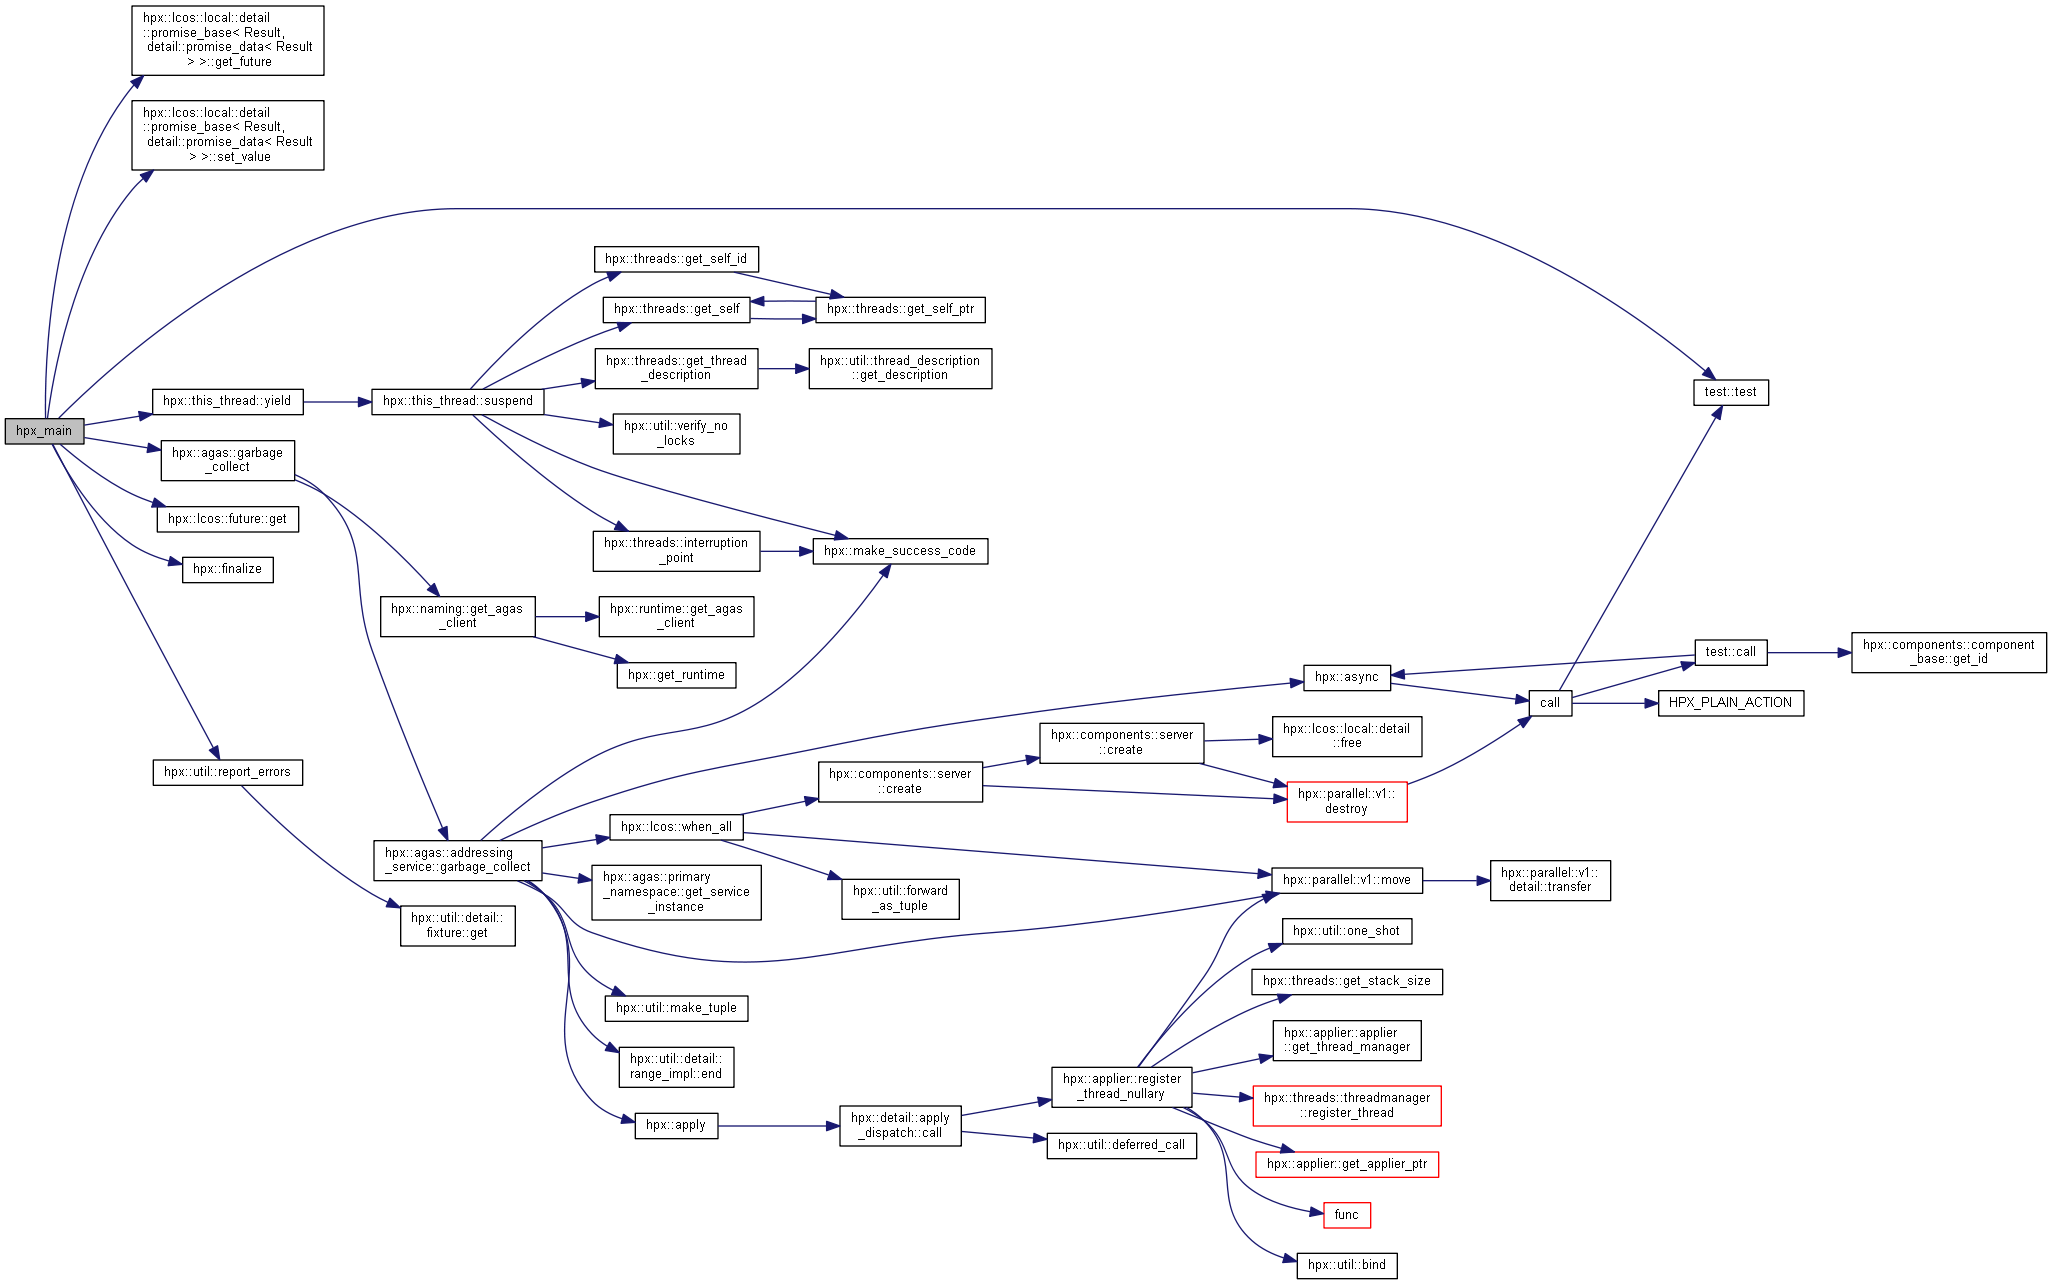 hpx::lcos::local::detail
::promise_base< Result,
detail::promise_data< Result
> >::get_future
hpx::lcos::local::detail
::promise_base< Result,
detail::promise_data< Result
> >::set_value
hpx_main
hpx::this_thread::yield
hpx::agas::garbage
_collect
hpx::lcos::future::get
hpx::finalize
hpx::util::report_errors
hpx::this_thread::suspend
hpx::naming::get_agas
_client
hpx::agas::addressing
_service::garbage_collect
hpx::util::detail::
fixture::get
hpx::threads::get_self_id
hpx::threads::get_self
hpx::threads::get_thread
_description
hpx::util::verify_no
_locks
hpx::threads::interruption
_point
hpx::runtime::get_agas
_client
hpx::get_runtime
hpx::lcos::when_all
hpx::agas::primary
_namespace::get_service
_instance
hpx::util::make_tuple
hpx::util::detail::
range_impl::end
hpx::apply
hpx::threads::get_self_ptr
hpx::util::thread_description
::get_description
hpx::make_success_code
hpx::components::server
::create
hpx::util::forward
_as_tuple
hpx::detail::apply
_dispatch::call
hpx::components::server
::create
hpx::applier::register
_thread_nullary
hpx::util::deferred_call
hpx::async
hpx::lcos::local::detail
::free
hpx::parallel::v1::
destroy
hpx::parallel::v1::move
hpx::util::one_shot
hpx::threads::get_stack_size
hpx::applier::applier
::get_thread_manager
hpx::threads::threadmanager
::register_thread
hpx::applier::get_applier_ptr
func
hpx::util::bind
call
hpx::parallel::v1::
detail::transfer
test::test
test::call
HPX_PLAIN_ACTION
hpx::components::component
_base::get_id